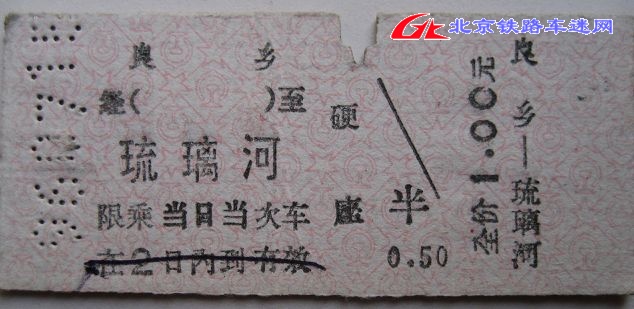 北京铁路车迷网
良乡
经( )至
琉璃河
硬座
限乘当日当次车
在2日内到有效
半
0.50
全价1.00元
良乡—琉璃河